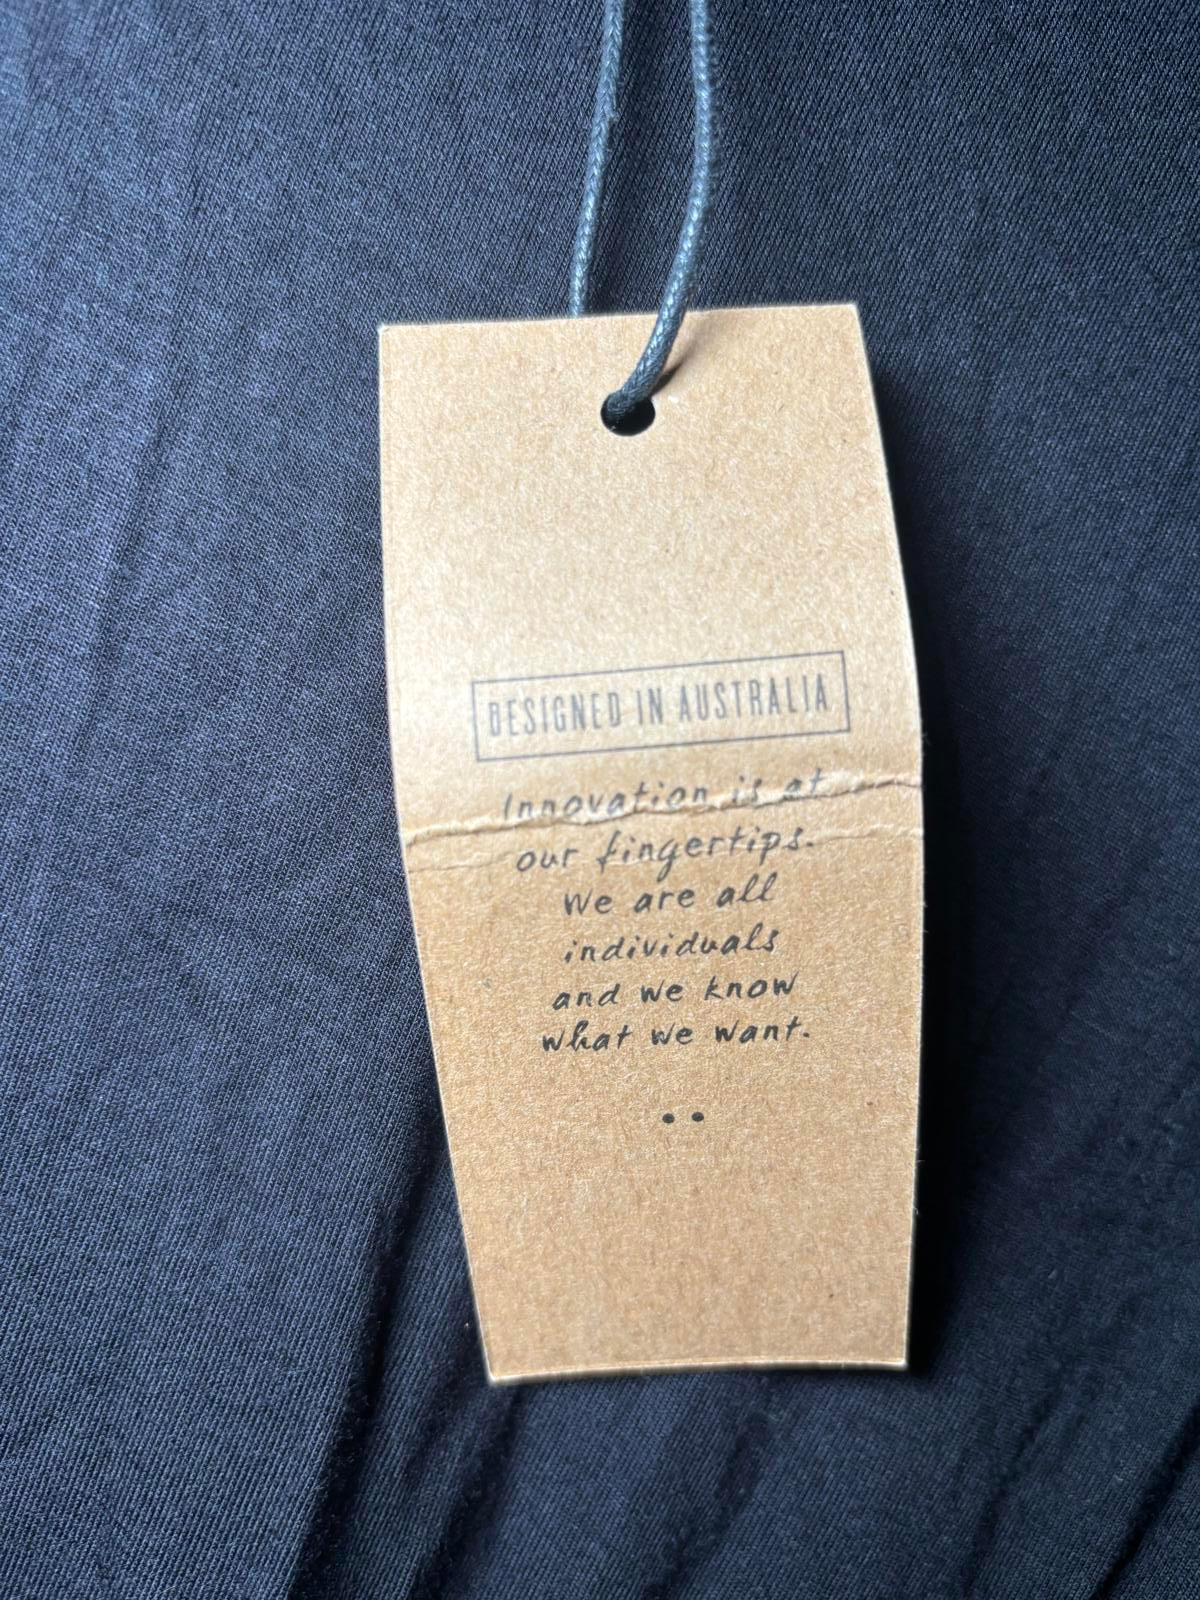 DESIGNED IN AUSTRALIA
Innovation is at
our fingertips.
We are all
individuals
and we know
what we want.